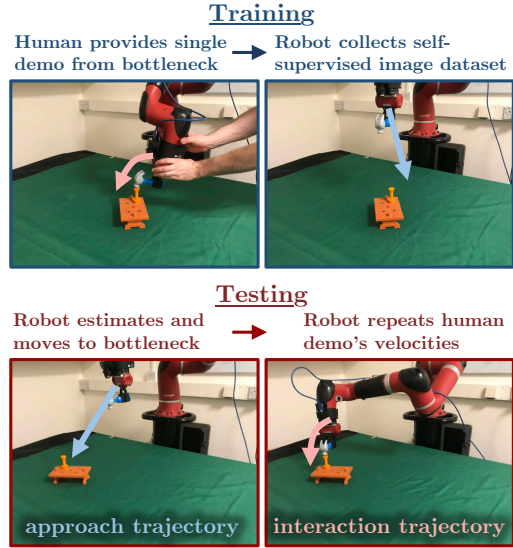 Training
Human provides single
demo from bottleneck
Robot collects self-
supervised image dataset
Testing
Robot estimates and
moves to bottleneck
Robot repeats human
demo's velocities
approach trajectory
interaction trajectory